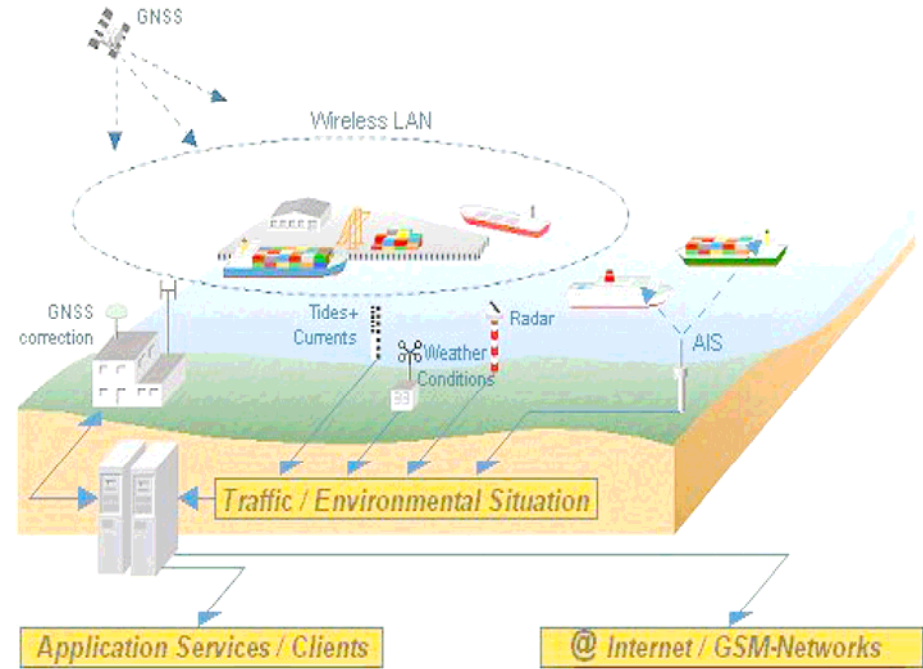 GNSS
Wireless LAN
GNSS
correction
Tides+
Currents
Radar
Weather
Conditions
AIS
Traffic / Environmental Situation
Application Services / Clients
@ Internet / GSM-Networks